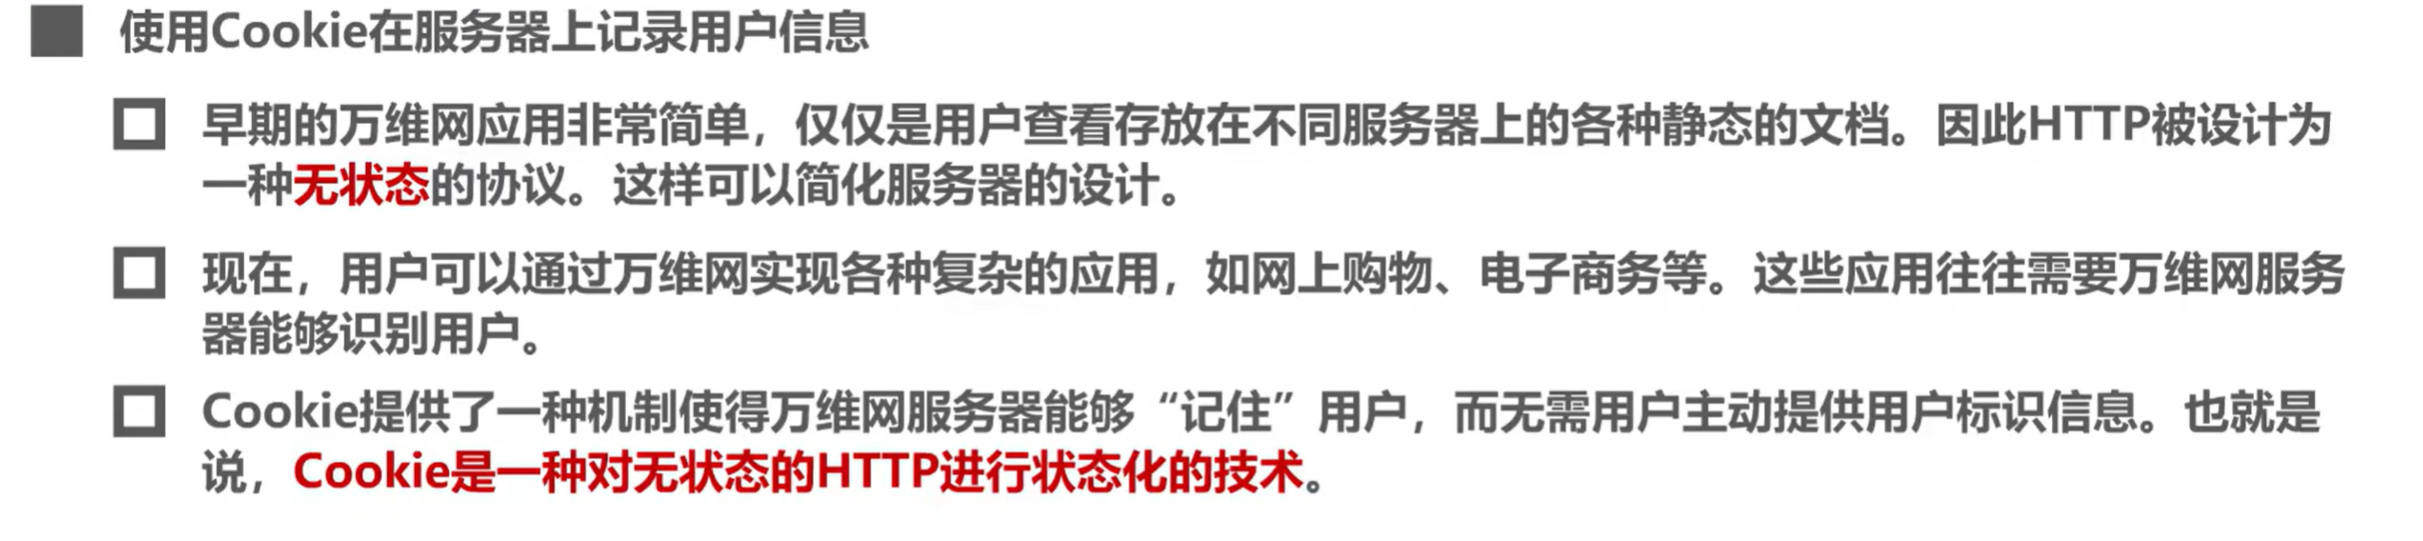 使用Cookie在服务器上记录用户信息
早期的万维网应用非常简单，仅仅是用户查看存放在不同服务器上的各种静态的文档。因此HTTP被设计为
一种无状态的协议。这样可以简化服务器的设计。
现在，用户可以通过万维网实现各种复杂的应用，如网上购物、电子商务等。这些应用往往需要万维网服务
器能够识别用户。
Cookie提供了一种机制使得万维网服务器能够“记住”用户，而无需用户主动提供用户标识信息。也就是
说，Cookie是一种对无状态的HTTP进行状态化的技术。